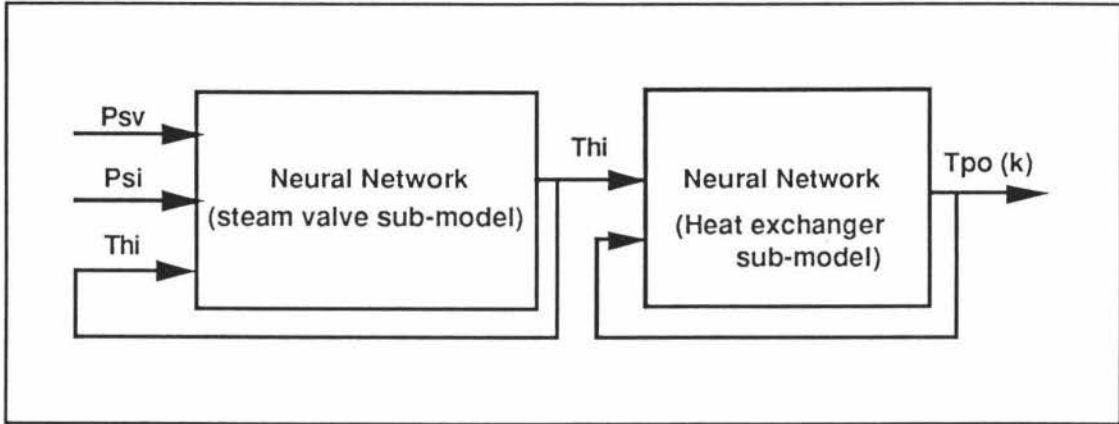 Psv
Psi
Thi
Neural Network
(steam valve sub-model)
Thi
Neural Network
(Heat exchanger
sub-model)
Tpo (k)